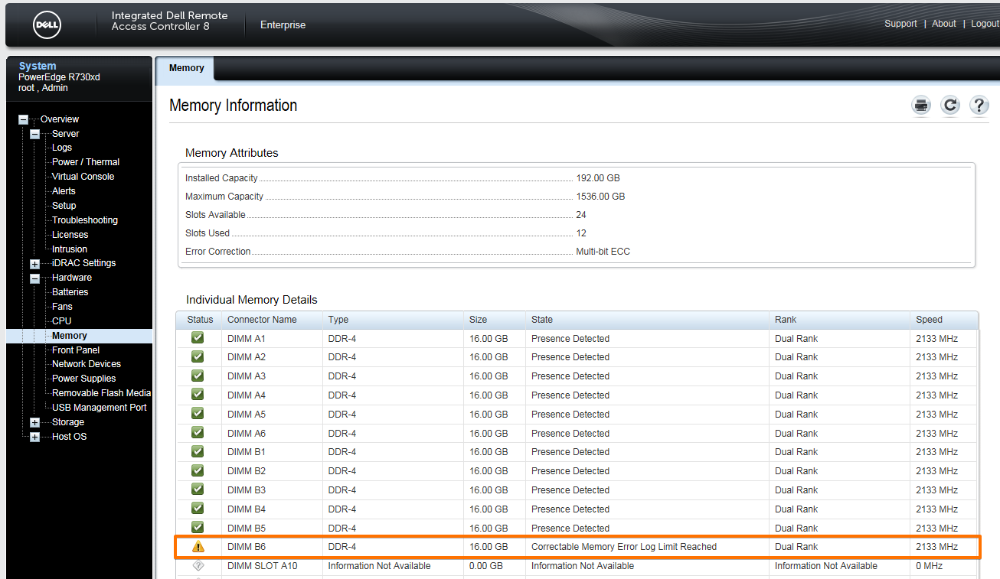 DELL
Integrated Dell Remote
Access Controller 8
Enterprise
Support | About | Logout
System
PowerEdge R730xd
root , Admin
Overview
Server
Logs
Power / Thermal
Virtual Console
Alerts
Setup
Troubleshooting
Licenses
Intrusion
iDRAC Settings
Hardware
Batteries
Fans
CPU
Memory
Front Panel
Network Devices
Power Supplies
Removable Flash Media
USB Management Port
Storage
Host OS
Memory
Memory Information
Memory Attributes
Installed Capacity 192.00 GB
Maximum Capacity 1536.00 GB
Slots Available 24
Slots Used 12
Error Correction Multi-bit ECC
Individual Memory Details
Status Connector Name Type Size State Rank Speed
DIMM A1 DDR-4 16.00 GB Presence Detected Dual Rank 2133 MHz
DIMM A2 DDR-4 16.00 GB Presence Detected Dual Rank 2133 MHz
DIMM A3 DDR-4 16.00 GB Presence Detected Dual Rank 2133 MHz
DIMM A4 DDR-4 16.00 GB Presence Detected Dual Rank 2133 MHz
DIMM A5 DDR-4 16.00 GB Presence Detected Dual Rank 2133 MHz
DIMM A6 DDR-4 16.00 GB Presence Detected Dual Rank 2133 MHz
DIMM B1 DDR-4 16.00 GB Presence Detected Dual Rank 2133 MHz
DIMM B2 DDR-4 16.00 GB Presence Detected Dual Rank 2133 MHz
DIMM B3 DDR-4 16.00 GB Presence Detected Dual Rank 2133 MHz
DIMM B4 DDR-4 16.00 GB Presence Detected Dual Rank 2133 MHz
DIMM B5 DDR-4 16.00 GB Presence Detected Dual Rank 2133 MHz
DIMM B6 DDR-4 16.00 GB Correctable Memory Error Log Limit Reached Dual Rank 2133 MHz
DIMM SLOT A10 Information Not Available 0.00 GB Information Not Available Information Not Available 0 MHz